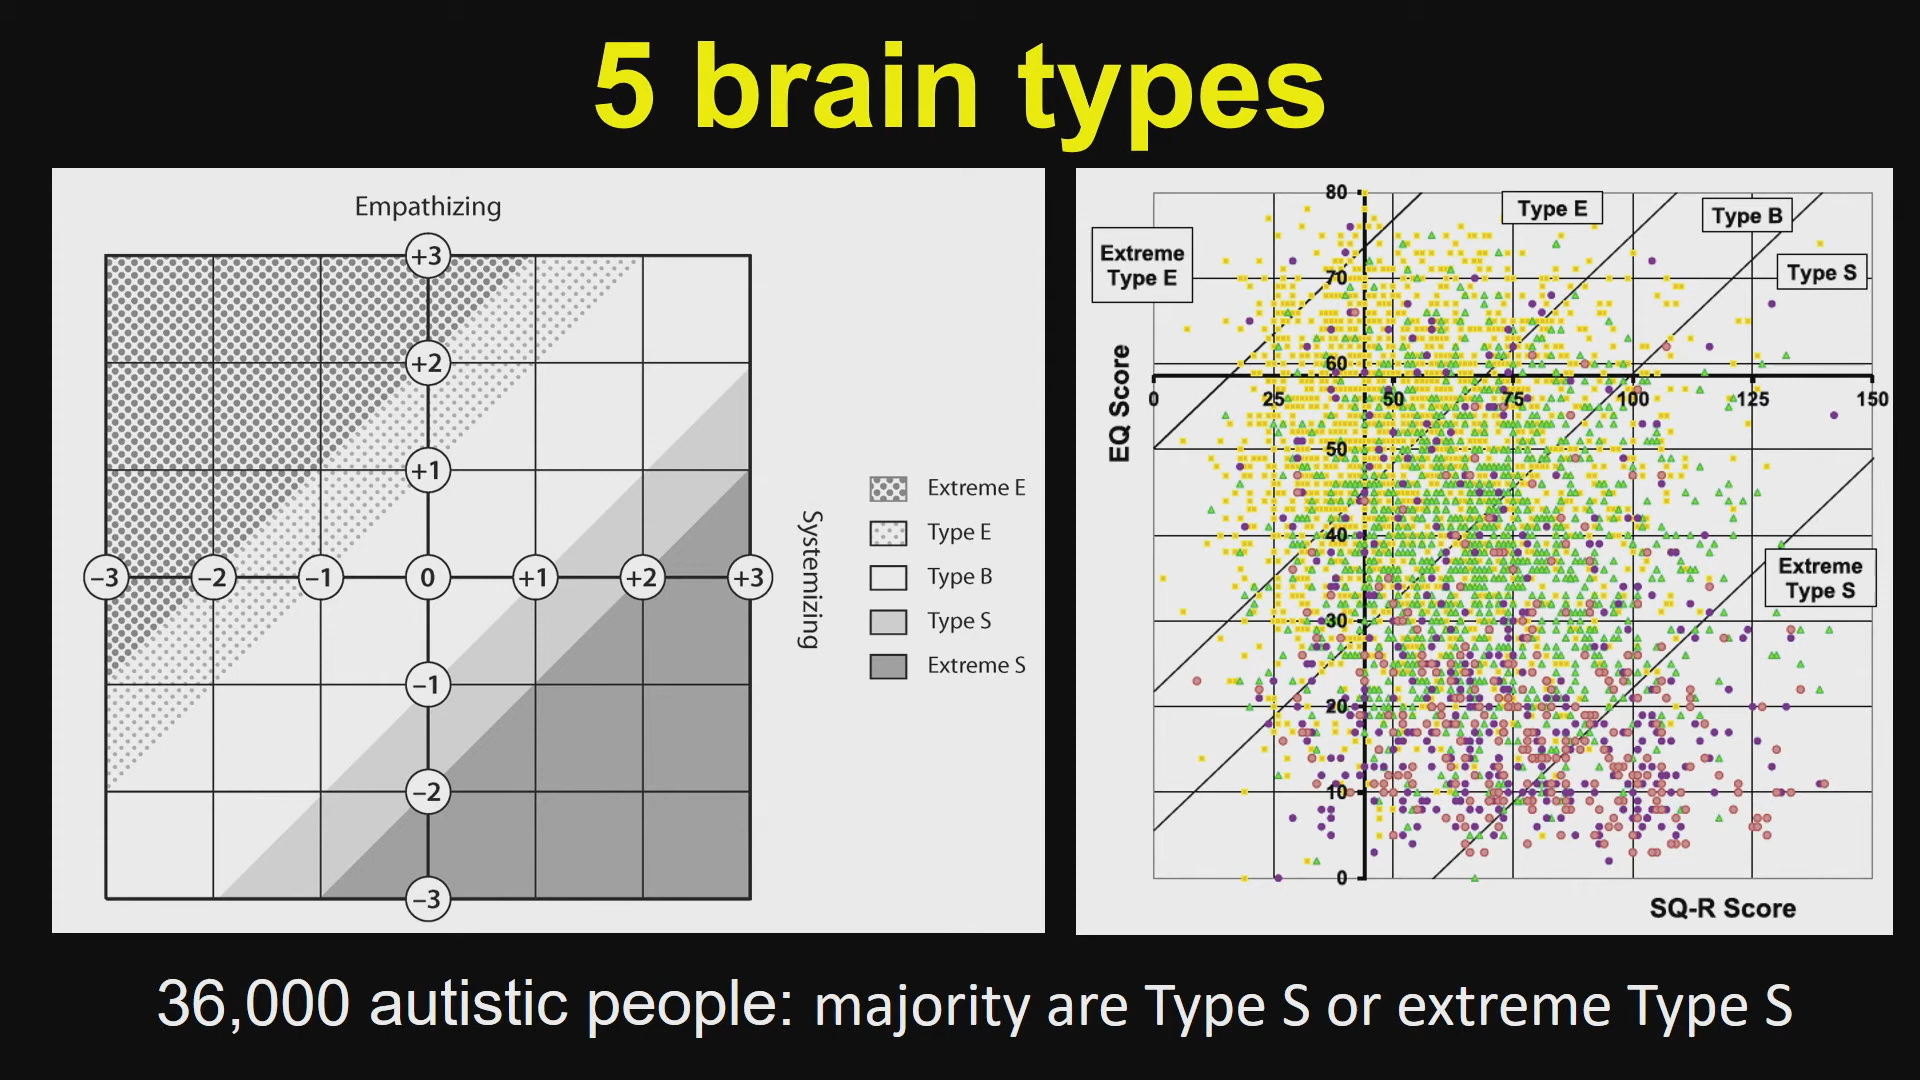 5 brain types
Empathizing
+3
+2
+1
–3
–2
–1
0
+1
+2
+3
–1
–2
–3
Systemizing
Extreme E
Type E
Type B
Type S
Extreme S
80
70
60
50
40
30
20
10
0
0
25
50
75
100
125
150
EQ Score
SQ-R Score
Extreme
Type E
Type E
Type B
Type S
Extreme
Type S
36,000 autistic people: majority are Type S or extreme Type S